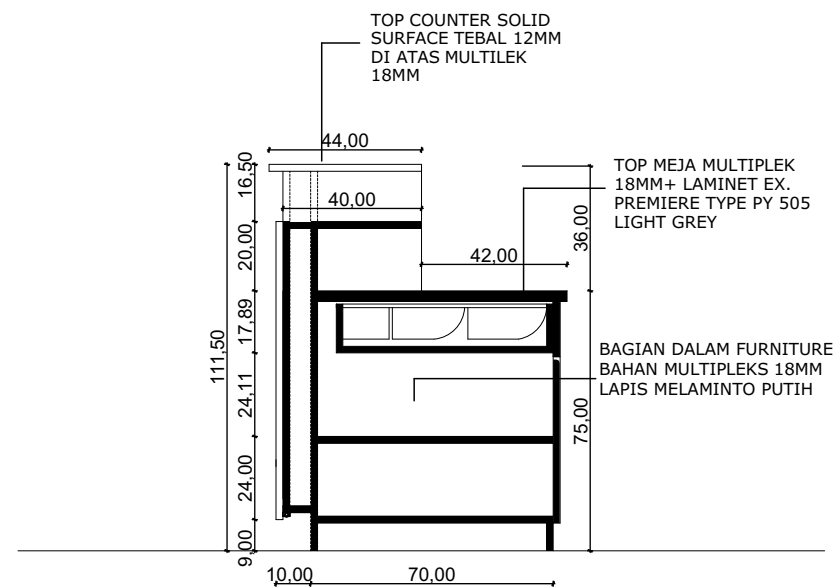 TOP COUNTER SOLID
SURFACE TEBAL 12MM
DI ATAS MULTILEK
18MM
44,00
16,50
TOP MEJA MULTIPLEK
18MM+ LAMINET EX.
PREMIERE TYPE PY 505
LIGHT GREY
40,00
36,00
20,00
42,00
17,89
111,50
BAGIAN DALAM FURNITURE
BAHAN MULTIPLEKS 18MM
LAPIS MELAMINTO PUTIH
24,11
75,00
24,00
9,00
10,00
70,00